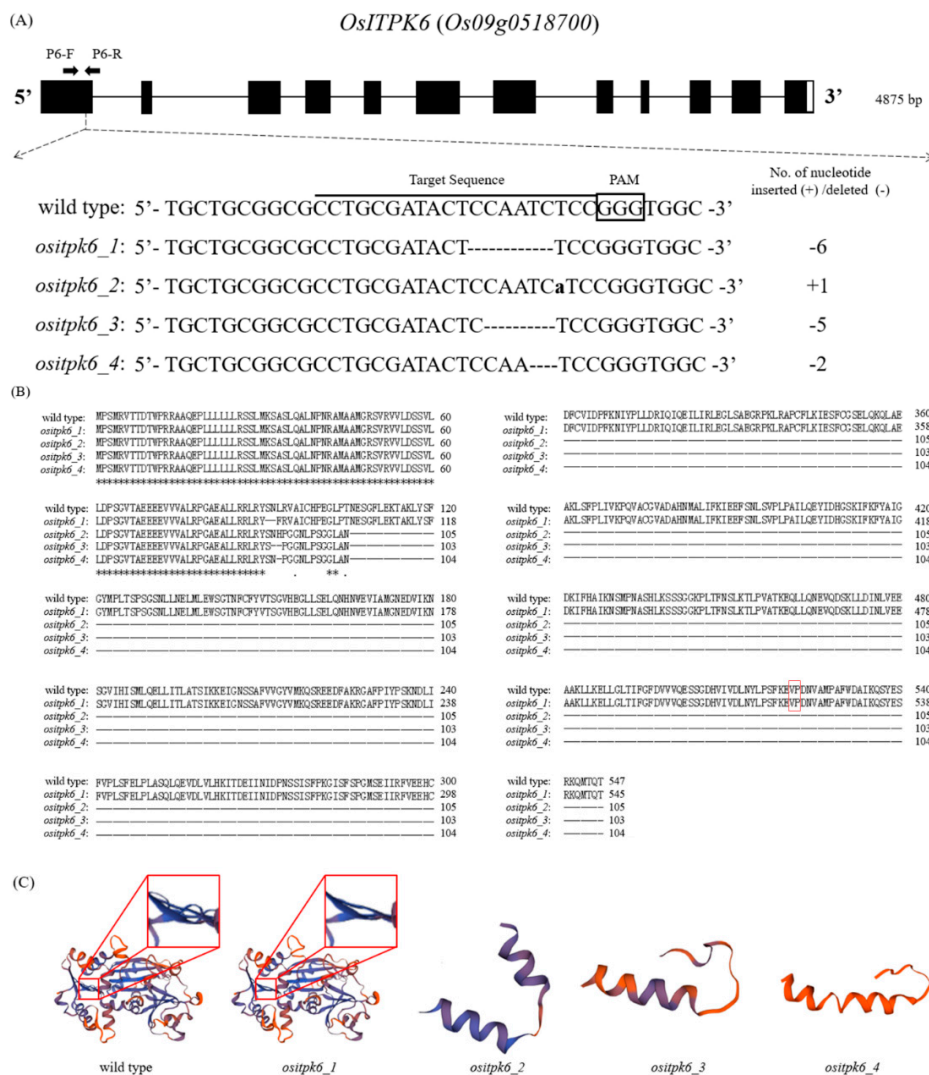 (A)
OsITPK6 (Os09g0518700)
P6-F P6-R
5’ 3’ 4875 bp
Target Sequence PAM No. of nucleotide
inserted (+) /deleted (-)
wild type: 5’- TGCTGCGGCGCCTGCGATACTCCAATCTCCGGGTGGC -3’
ositpk6_1: 5’- TGCTGCGGCGCCTGCGATACT------------TCCGGGTGGC -3’ -6
ositpk6_2: 5’- TGCTGCGGCGCCTGCGATACTCCAATCaTCCGGGTGGC -3’ +1
ositpk6_3: 5’- TGCTGCGGCGCCTGCGATACTC----------TCCGGGTGGC -3’ -5
ositpk6_4: 5’- TGCTGCGGCGCCTGCGATACTCCAA----TCCGGGTGGC -3’ -2
(B)
wild type: MPSMRVTTDTWPRRAAQEPLLLLLLRSSLMKSASLQALNPNRAMAAMGRSVRVVLDSSVL 60
ositpk6_1: MPSMRVTTDTWPRRAAQEPLLLLLLRSSLMKSASLQALNPNRAMAAMGRSVRVVLDSSVL 60
ositpk6_2: MPSMRVTTDTWPRRAAQEPLLLLLLRSSLMKSASLQALNPNRAMAAMGRSVRVVLDSSVL 60
ositpk6_3: MPSMRVTTDTWPRRAAQEPLLLLLLRSSLMKSASLQALNPNRAMAAMGRSVRVVLDSSVL 60
ositpk6_4: MPSMRVTTDTWPRRAAQEPLLLLLLRSSLMKSASLQALNPNRAMAAMGRSVRVVLDSSVL 60
************************************************************
wild type: LDPSGVTAEEEEVVVALRPGAEALLRRLRYSNLRVAICHPEGLPTNESGFLEKTAKLYSF 120
ositpk6_1: LDPSGVTAEEEEVVVALRPGAEALLRRLRY--FRVAICHPEGLPTNESGFLEKTAKLYSF 118
ositpk6_2: LDPSGVTAEEEEVVVALRPGAEALLRRLRYSNHPGGNLPSGGLAN 105
ositpk6_3: LDPSGVTAEEEEVVVALRPGAEALLRRLRYS--PGGNLPSGGLAN 103
ositpk6_4: LDPSGVTAEEEEVVVALRPGAEALLRRLRYSN-PGGNLPSGGLAN 104
****************************** . ** .
wild type: GYMPLTSPSGSNLLNELMLEWSGTNFCFYVTSGVHEGLLSELQNHNWEVIAMGNEDVIKN 180
ositpk6_1: GYMPLTSPSGSNLLNELMLEWSGTNFCFYVTSGVHEGLLSELQNHNWEVIAMGNEDVIKN 178
ositpk6_2: 105
ositpk6_3: 103
ositpk6_4: 104
wild type: SGVIHISMLQELLITLATSIKKEIGNSSAFVVGYVMKQSREEDFAKRGAFPIYPSKNDLI 240
ositpk6_1: SGVIHISMLQELLITLATSIKKEIGNSSAFVVGYVMKQSREEDFAKRGAFPIYPSKNDLI 238
ositpk6_2: 105
ositpk6_3: 103
ositpk6_4: 104
wild type: FVPLSFELPLASQLQEVDLVLHKITDEIINIDPNSSISFPKGISFSPGMSEIIRFVEEHC 300
ositpk6_1: FVPLSFELPLASQLQEVDLVLHKITDEIINIDPNSSISFPKGISFSPGMSEIIRFVEEHC 298
ositpk6_2: 105
ositpk6_3: 103
ositpk6_4: 104
wild type: DFCVIDPFKNIYPLLDRIQIQEILIRLEGLSAEGRPKLRAPCFLKIESFCGSELQKQLAE 360
ositpk6_1: DFCVIDPFKNIYPLLDRIQIQEILIRLEGLSAEGRPKLRAPCFLKIESFCGSELQKQLAE 358
ositpk6_2: 105
ositpk6_3: 103
ositpk6_4: 104
wild type: AKLSFPLIVKPQVACGVADAHNMALIFKIEEFSNLSVPLPAILQEYIDHGSKIFKFYAIG 420
ositpk6_1: AKLSFPLIVKPQVACGVADAHNMALIFKIEEFSNLSVPLPAILQEYIDHGSKIFKFYAIG 418
ositpk6_2: 105
ositpk6_3: 103
ositpk6_4: 104
wild type: DKIFHAIKNSMPNASHLKSSSGGKPLTFNSLKTLPVATKEQLLQNEVQDSKLLDINLVEE 480
ositpk6_1: DKIFHAIKNSMPNASHLKSSSGGKPLTFNSLKTLPVATKEQLLQNEVQDSKLLDINLVEE 478
ositpk6_2: 105
ositpk6_3: 103
ositpk6_4: 104
wild type: AAKLLKELLGLTIFGFDVVVQESSGDHVIVDLNYLPSFKEVPDNVAMPAFWDAIKQSYES 540
ositpk6_1: AAKLLKELLGLTIFGFDVVVQESSGDHVIVDLNYLPSFKEVPDNVAMPAFWDAIKQSYES 538
ositpk6_2: 105
ositpk6_3: 103
ositpk6_4: 104
wild type: RKQMTQT 547
ositpk6_1: RKQMTQT 545
ositpk6_2: 105
ositpk6_3: 103
ositpk6_4: 104
(C)
wild type ositpk6_1 ositpk6_2 ositpk6_3 ositpk6_4